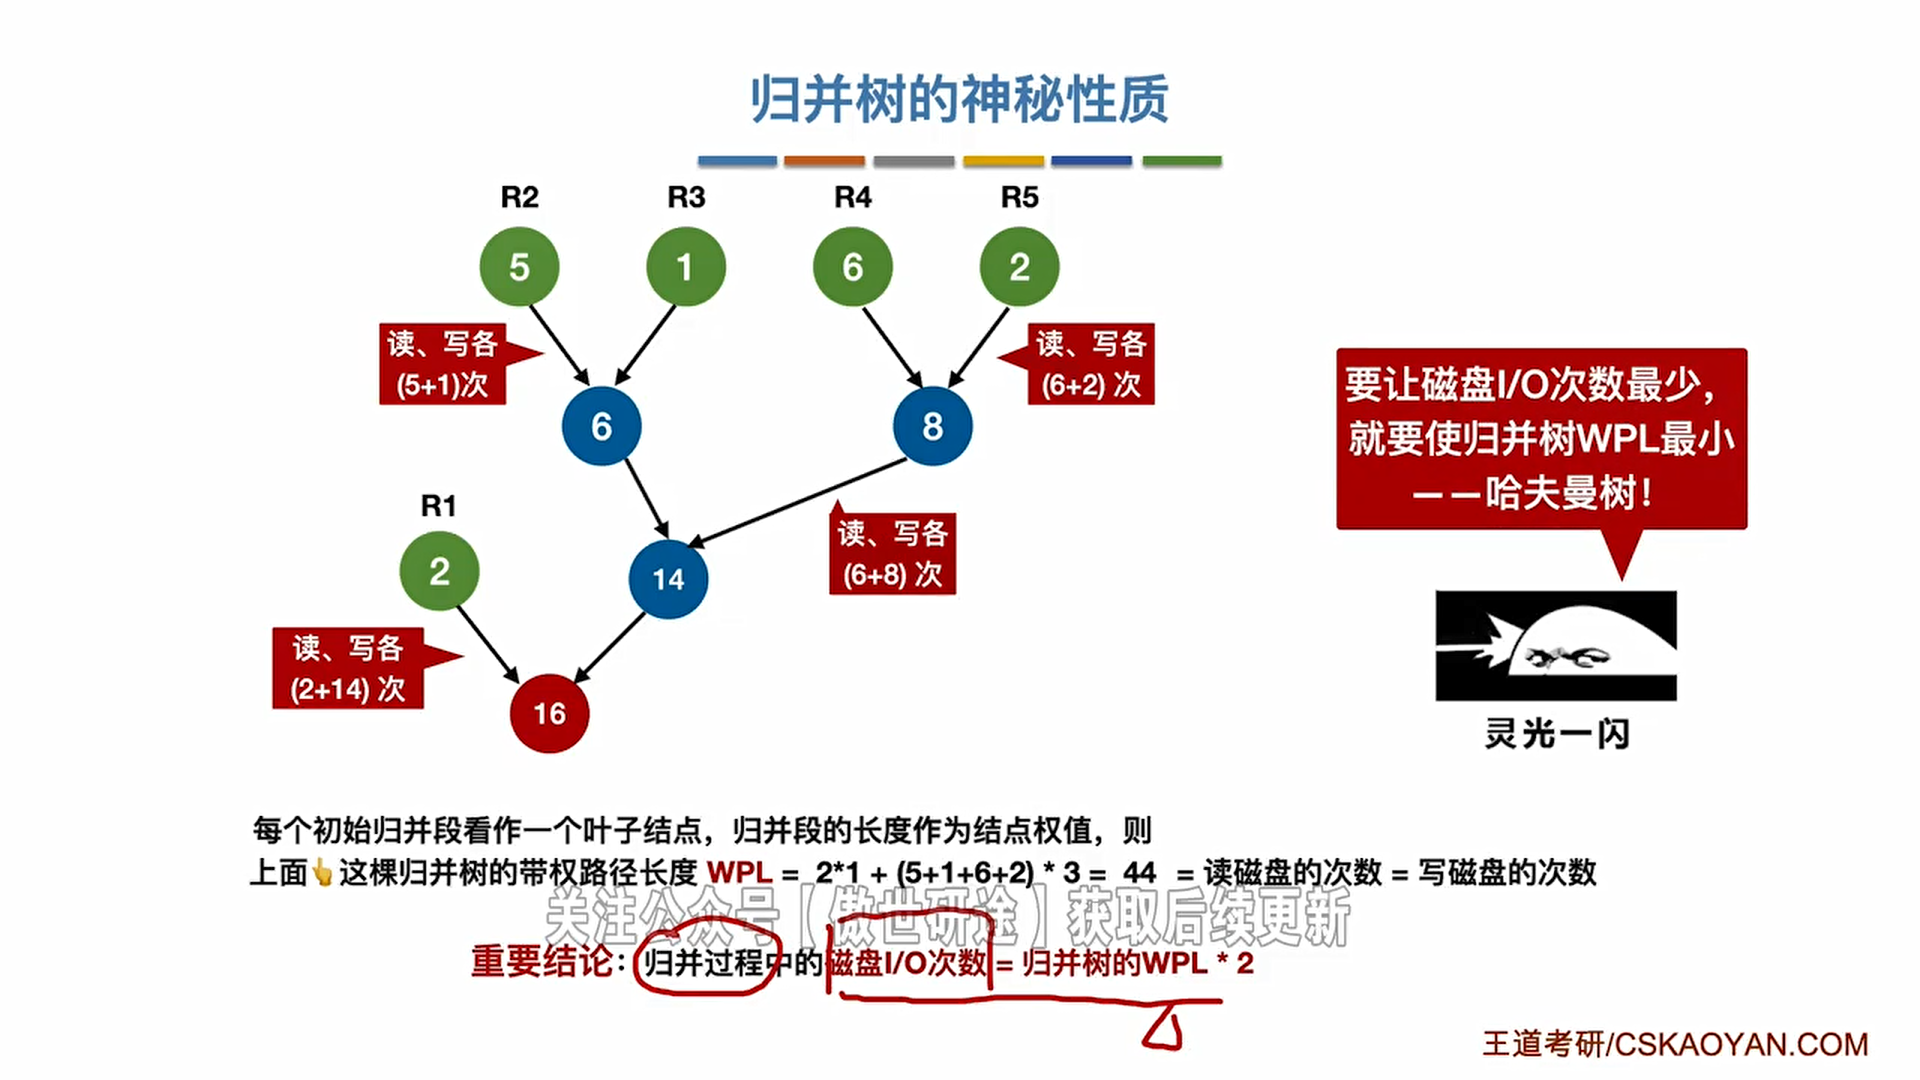 归并树的神秘性质
R2 R3 R4 R5
5 1 6 2
读、写各
(5+1)次
读、写各
(6+2) 次
6 8
要让磁盘I/O次数最少，
就要使归并树WPL最小
——哈夫曼树！
R1
读、写各
(6+8) 次
2 14
读、写各
(2+14) 次
16
灵光一闪
每个初始归并段看作一个叶子结点，归并段的长度作为结点权值，则
上面👆这棵归并树的带权路径长度 WPL = 2*1 + (5+1+6+2) * 3 = 44 = 读磁盘的次数 = 写磁盘的次数
关注公众号【傲世研途】获取后续更新
重要结论：归并过程中的磁盘I/O次数 = 归并树的WPL * 2
王道考研/CSKAOYAN.COM